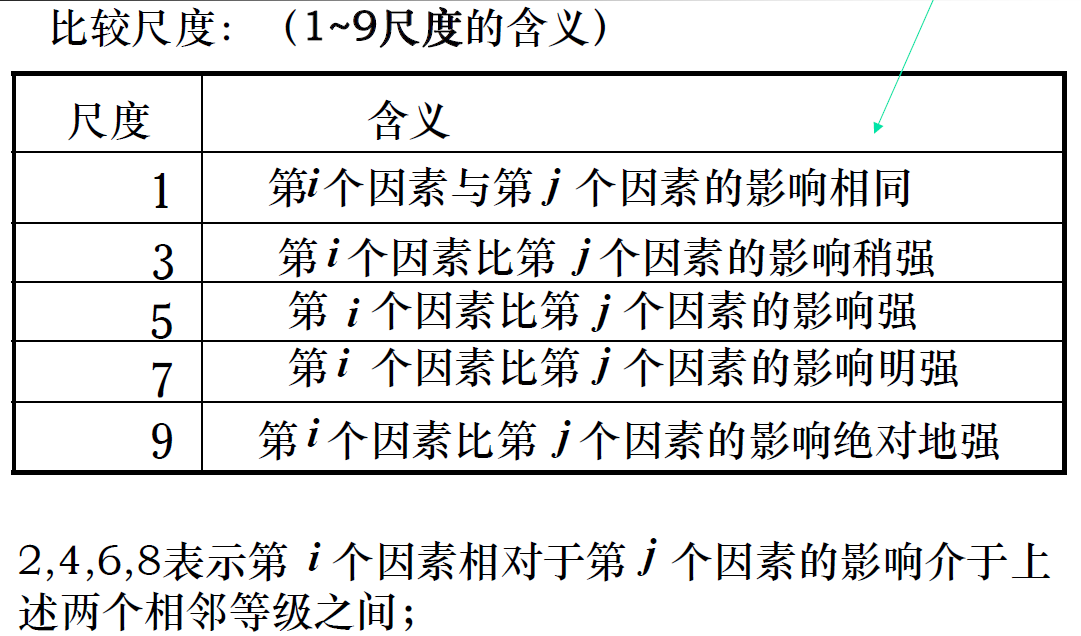 比较尺度：（1~9尺度的含义）
尺度 含义
1 第i个因素与第 j 个因素的影响相同
3 第 i 个因素比第 j 个因素的影响稍强
5 第 i 个因素比第 j 个因素的影响强
7 第 i 个因素比第 j 个因素的影响明强
9 第 i 个因素比第 j 个因素的影响绝对地强
2,4,6,8表示第 i 个因素相对于第 j 个因素的影响介于上
述两个相邻等级之间；